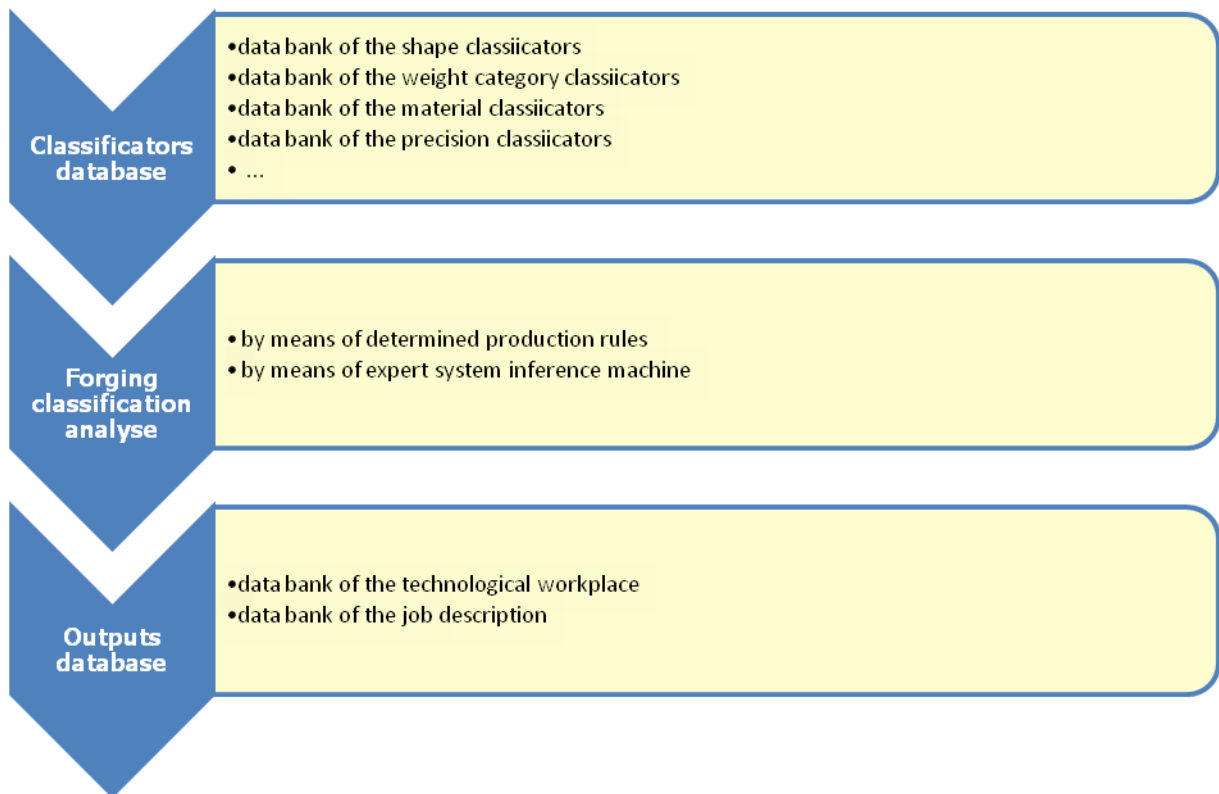 Classificators
database
•data bank of the shape classiicators
•data bank of the weight category classiicators
•data bank of the material classiicators
•data bank of the precision classiicators
• ...
Forging
classification
analyse
• by means of determined production rules
• by means of expert system inference machine
Outputs
database
•data bank of the technological workplace
•data bank of the job description